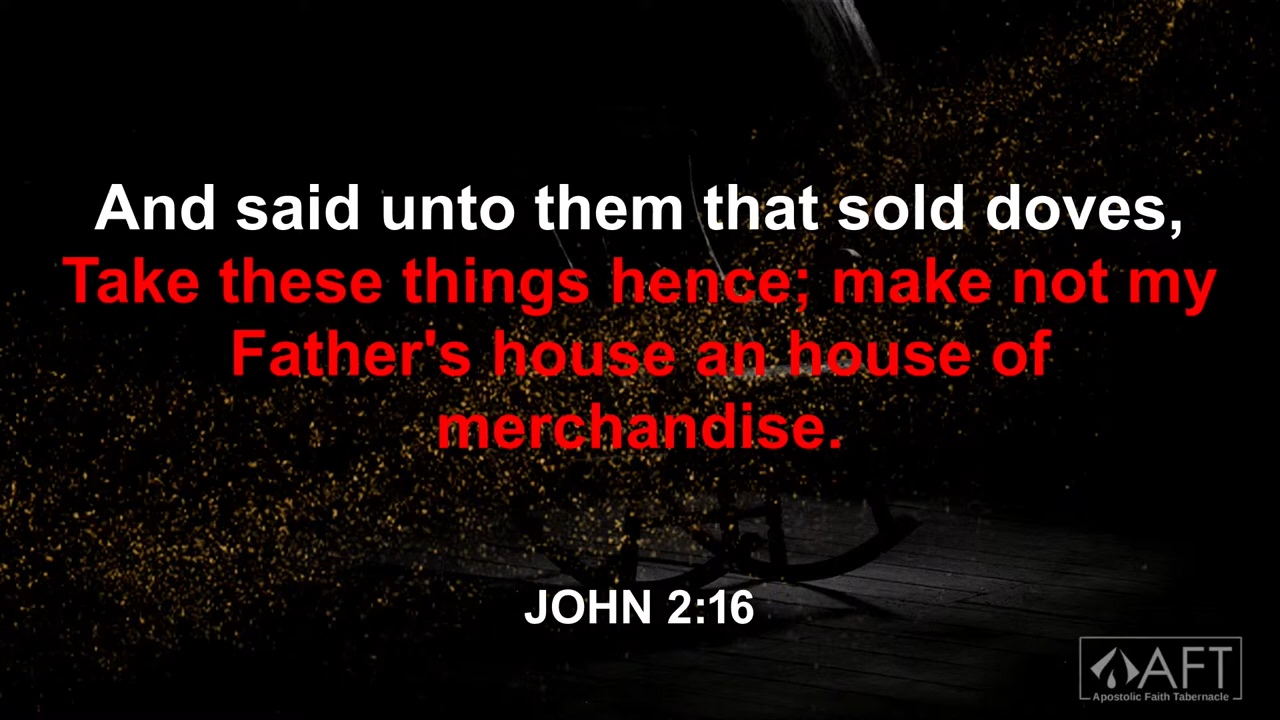 And said unto them that sold doves,
Take these things hence; make not my
Father's house an house of
merchandise.
JOHN 2:16
AFT
Apostolic Faith Tabernacle